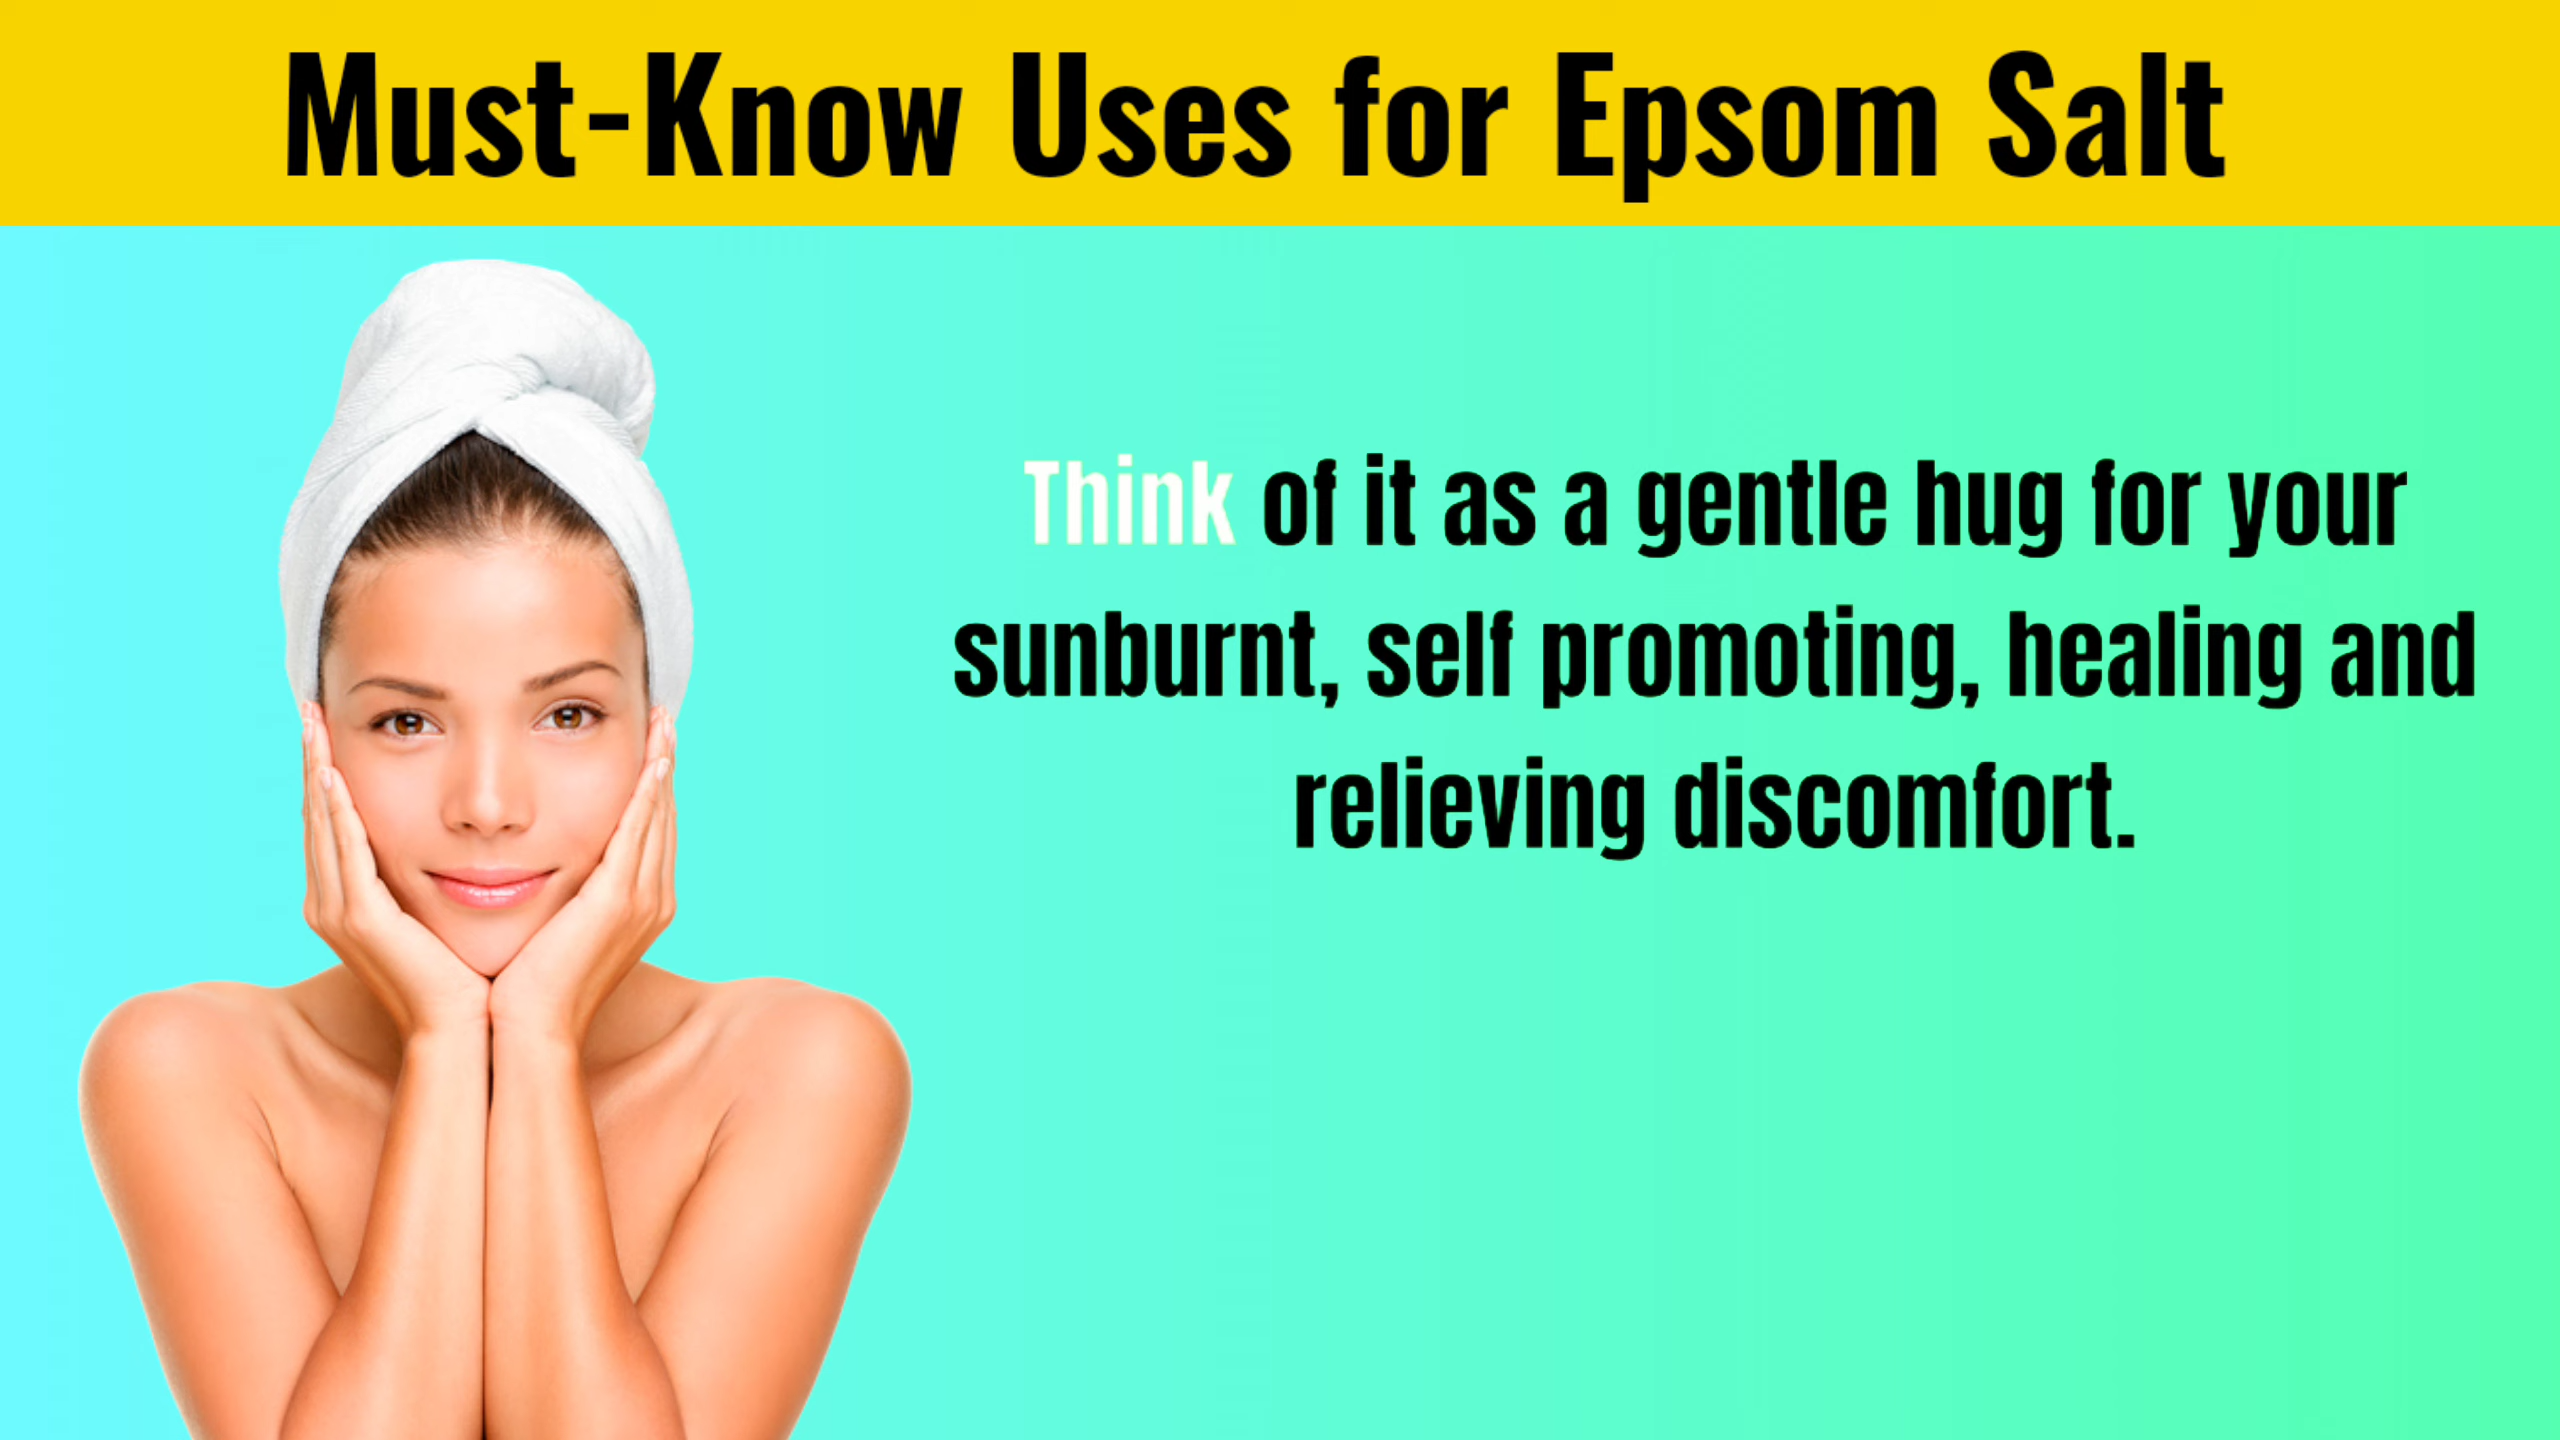 Must-Know Uses for Epsom Salt
Think of it as a gentle hug for your
sunburnt, self promoting, healing and
relieving discomfort.